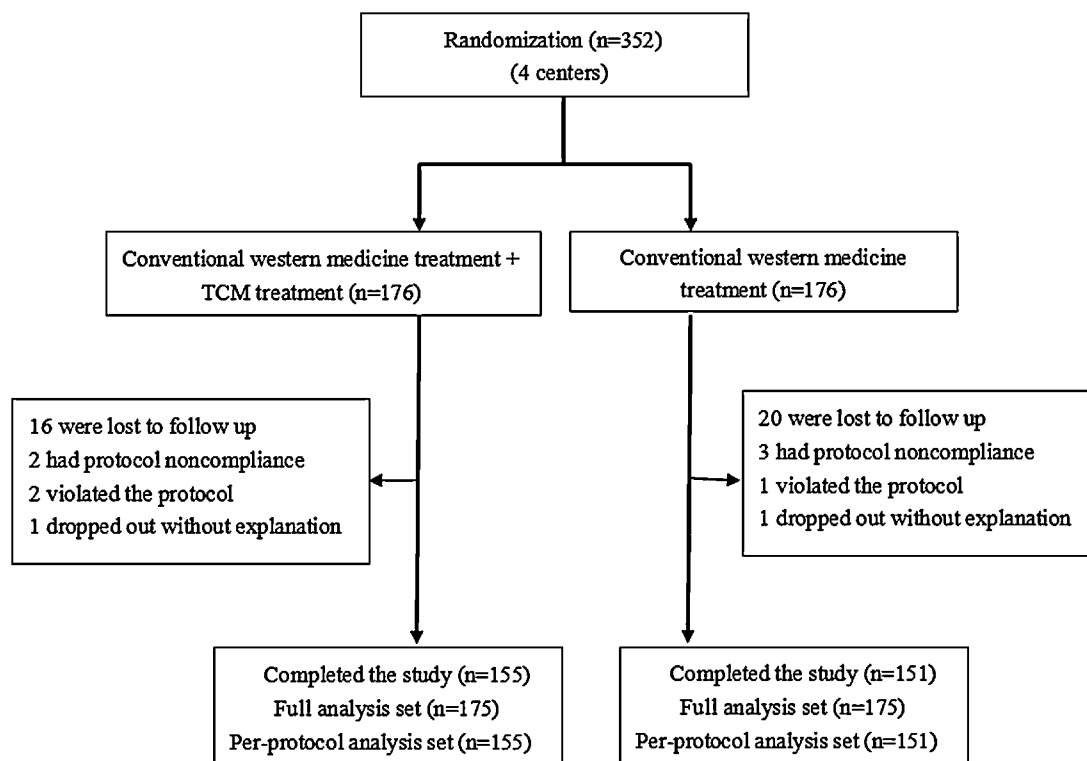 Randomization (n=352)
(4 centers)
Conventional western medicine treatment +
TCM treatment (n=176)
Conventional western medicine
treatment (n=176)
16 were lost to follow up
2 had protocol noncompliance
2 violated the protocol
1 dropped out without explanation
20 were lost to follow up
3 had protocol noncompliance
1 violated the protocol
1 dropped out without explanation
Completed the study (n=155)
Full analysis set (n=175)
Per-protocol analysis set (n=155)
Completed the study (n=151)
Full analysis set (n=175)
Per-protocol analysis set (n=151)